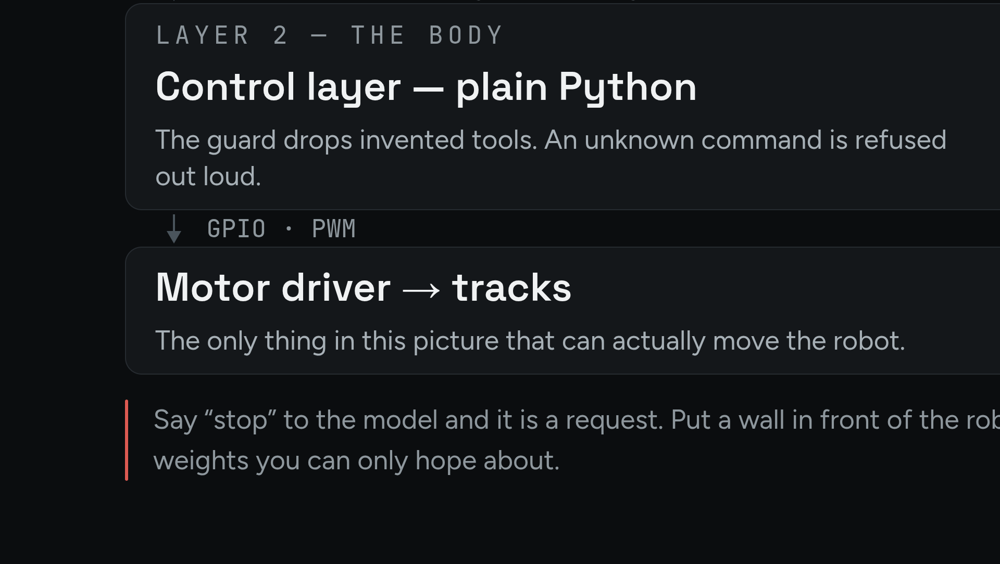 LAYER 2 — THE BODY
Control layer — plain Python
The guard drops invented tools. An unknown command is refused
out loud.
GPIO · PWM
Motor driver → tracks
The only thing in this picture that can actually move the robot.
Say “stop” to the model and it is a request. Put a wall in front of the
weights you can only hope about.